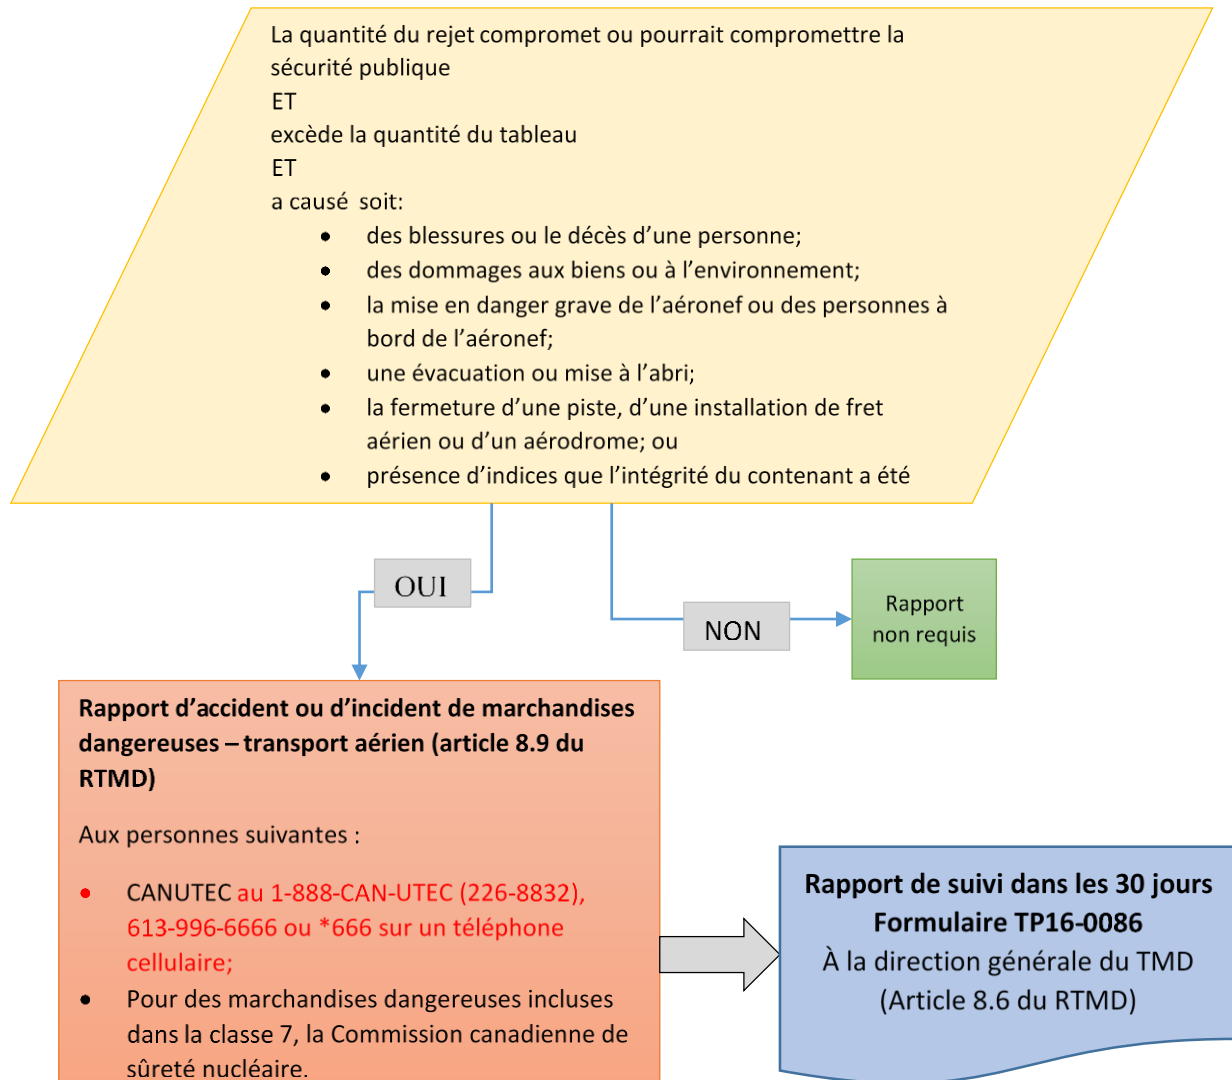 La quantité du rejet compromet ou pourrait compromettre la
sécurité publique
ET
excède la quantité du tableau
ET
a causé soit:
• des blessures ou le décès d’une personne;
• des dommages aux biens ou à l’environnement;
• la mise en danger grave de l’aéronef ou des personnes à
bord de l’aéronef;
• une évacuation ou mise à l’abri;
• la fermeture d’une piste, d’une installation de fret
aérien ou d’un aérodrome; ou
• présence d’indices que l’intégrité du contenant a été
OUI
NON
Rapport
non requis
Rapport d’accident ou d’incident de marchandises
dangereuses – transport aérien (article 8.9 du
RTMD)
Aux personnes suivantes :
• CANUTEC au 1-888-CAN-UTEC (226-8832),
613-996-6666 ou *666 sur un téléphone
cellulaire;
• Pour des marchandises dangereuses incluses
dans la classe 7, la Commission canadienne de
sûreté nucléaire.
Rapport de suivi dans les 30 jours
Formulaire TP16-0086
À la direction générale du TMD
(Article 8.6 du RTMD)